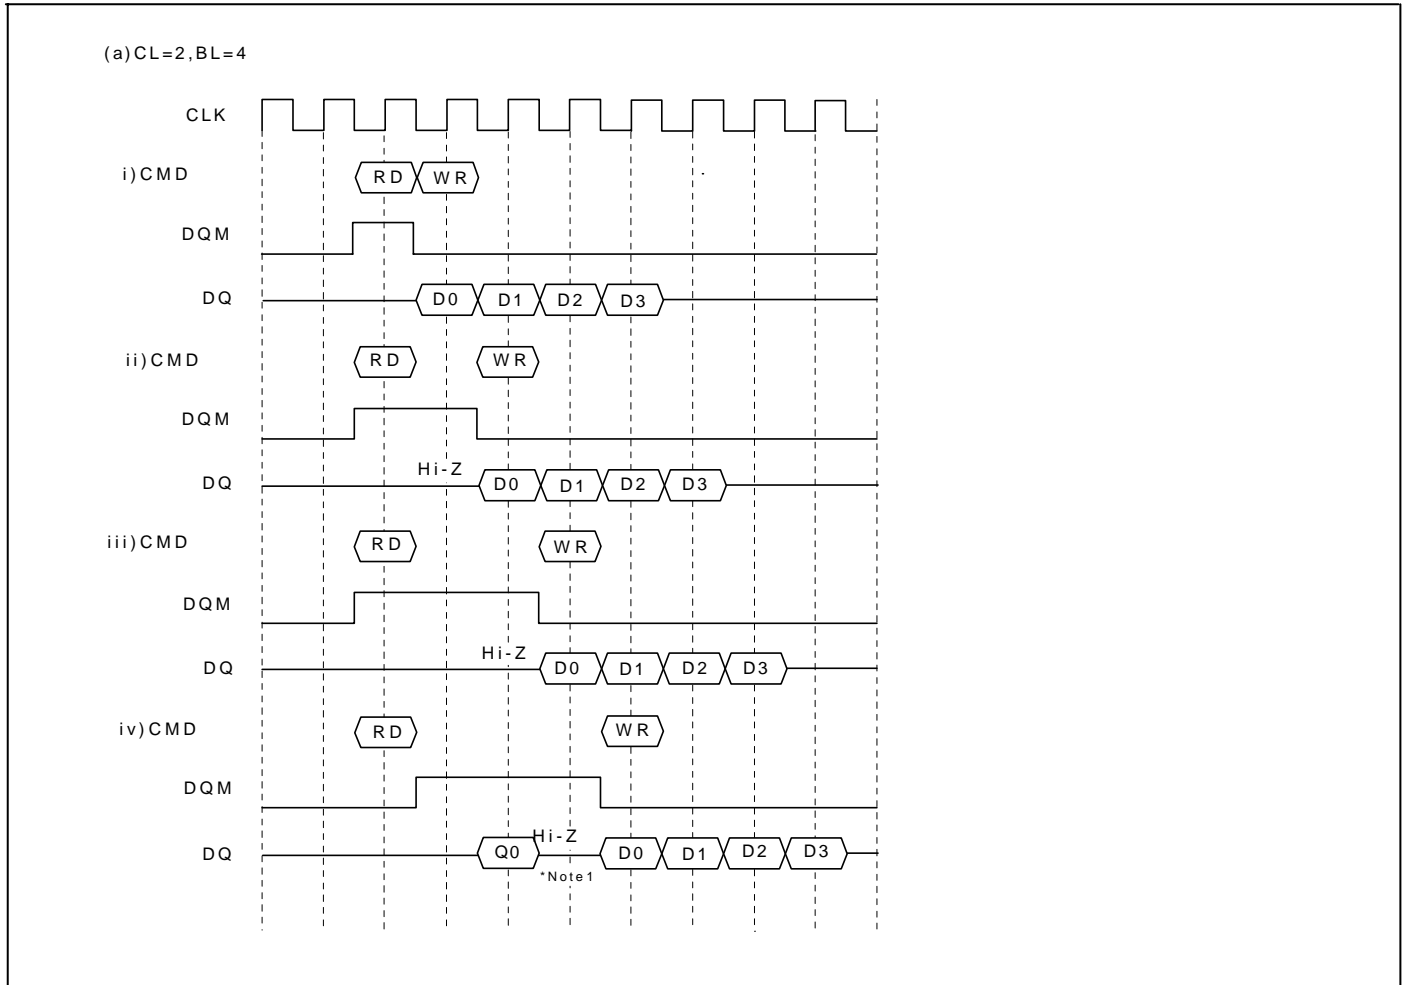 (a)CL=2,BL=4
CLK
i)CMD RD WR
DQM
DQ D0 D1 D2 D3
ii)CMD RD WR
DQM
Hi-Z
DQ D0 D1 D2 D3
iii)CMD RD WR
DQM
Hi-Z
DQ D0 D1 D2 D3
iv)CMD RD WR
DQM
Hi-Z
DQ Q0 D0 D1 D2 D3
*Note1